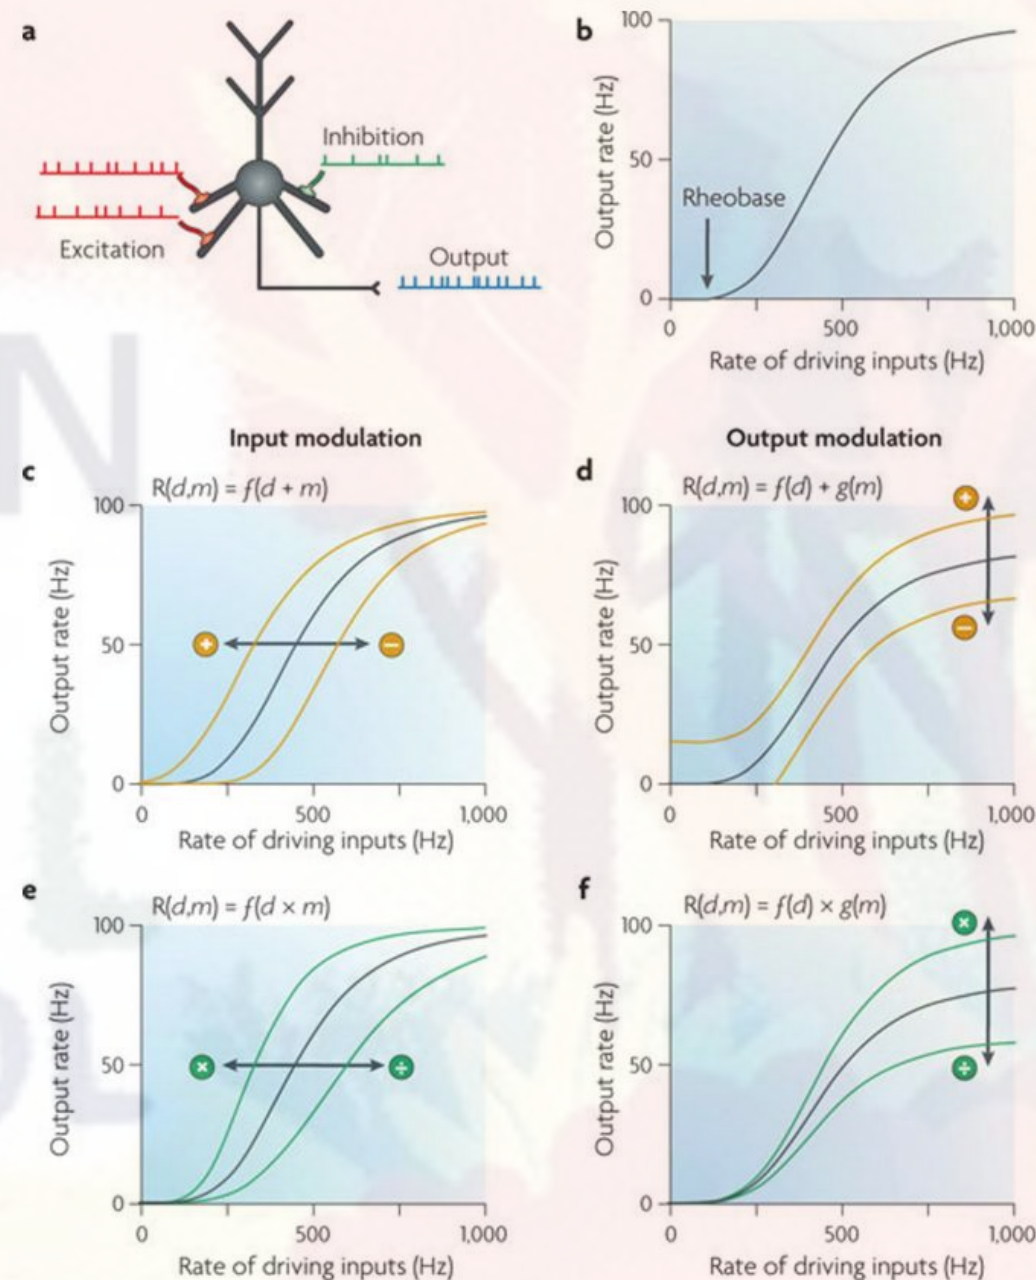 a
Inhibition
Excitation
Output
b
100
50
0
Output rate (Hz)
Rheobase
0 500 1,000
Rate of driving inputs (Hz)
Input modulation
c
R(d,m) = f(d + m)
100
50
0
Output rate (Hz)
+ −
0 500 1,000
Rate of driving inputs (Hz)
Output modulation
d
R(d,m) = f(d) + g(m)
100
50
0
Output rate (Hz)
+
−
0 500 1,000
Rate of driving inputs (Hz)
e
R(d,m) = f(d × m)
100
50
0
Output rate (Hz)
× ÷
0 500 1,000
Rate of driving inputs (Hz)
f
R(d,m) = f(d) × g(m)
100
50
0
Output rate (Hz)
×
÷
0 500 1,000
Rate of driving inputs (Hz)